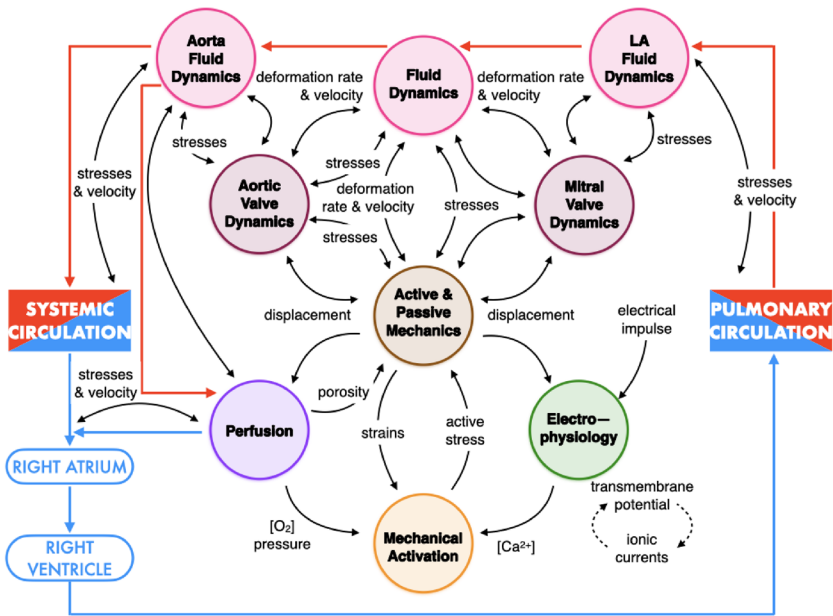 Aorta
Fluid
Dynamics
Fluid
Dynamics
LA
Fluid
Dynamics
deformation rate
& velocity
deformation rate
& velocity
stresses
stresses
stresses
& velocity
stresses
& velocity
Aortic
Valve
Dynamics
stresses
deformation
rate & velocity
stresses
stresses
Mitral
Valve
Dynamics
SYSTEMIC
CIRCULATION
Active &
Passive
Mechanics
displacement
displacement
electrical
impulse
PULMONARY
CIRCULATION
stresses
& velocity
Perfusion
porosity
strains
active
stress
Electro—
physiology
RIGHT ATRIUM
RIGHT
VENTRICLE
[O₂]
pressure
Mechanical
Activation
[Ca²⁺]
transmembrane
potential
ionic
currents